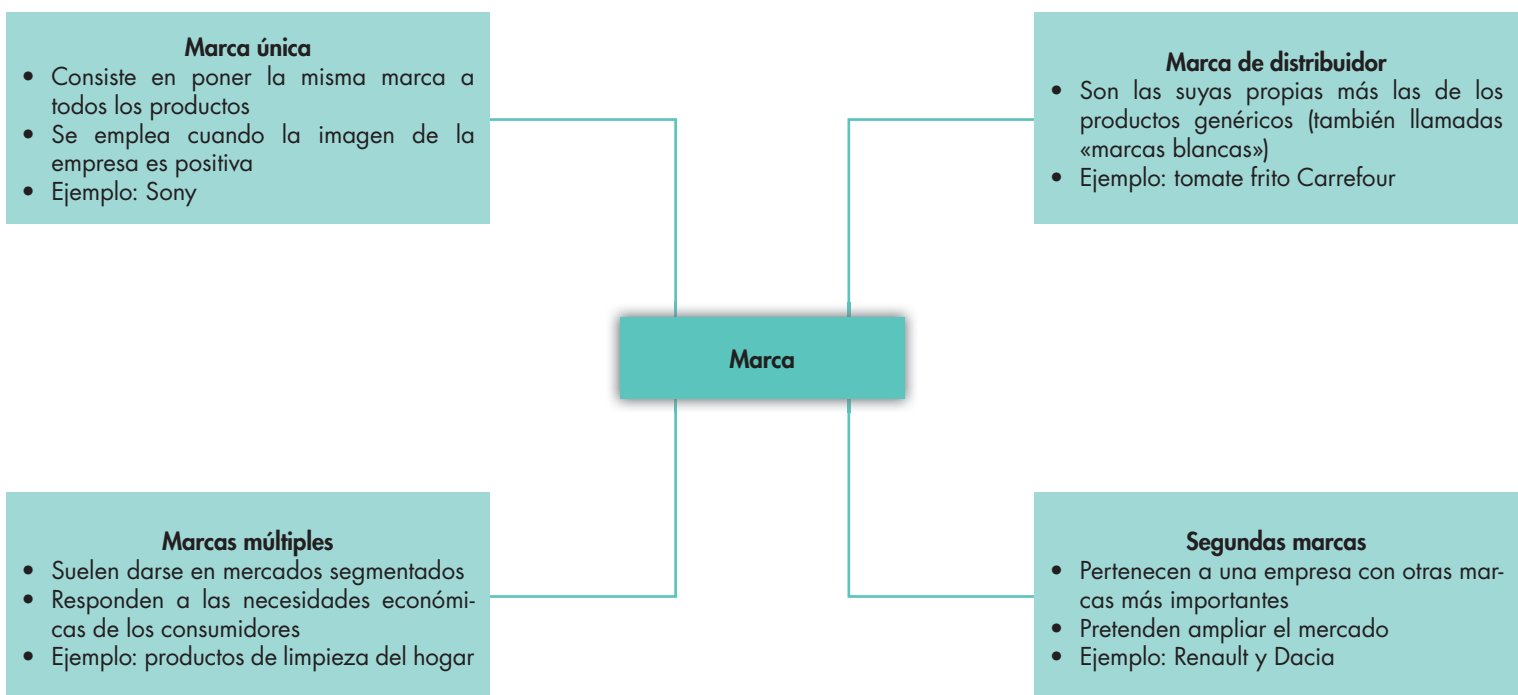 Marca única
• Consiste en poner la misma marca a
todos los productos
• Se emplea cuando la imagen de la
empresa es positiva
• Ejemplo: Sony
Marca de distribuidor
• Son las suyas propias más las de los
productos genéricos (también llamadas
«marcas blancas»)
• Ejemplo: tomate frito Carrefour
Marca
Marcas múltiples
• Suelen darse en mercados segmentados
• Responden a las necesidades económi-
cas de los consumidores
• Ejemplo: productos de limpieza del hogar
Segundas marcas
• Pertenecen a una empresa con otras mar-
cas más importantes
• Pretenden ampliar el mercado
• Ejemplo: Renault y Dacia